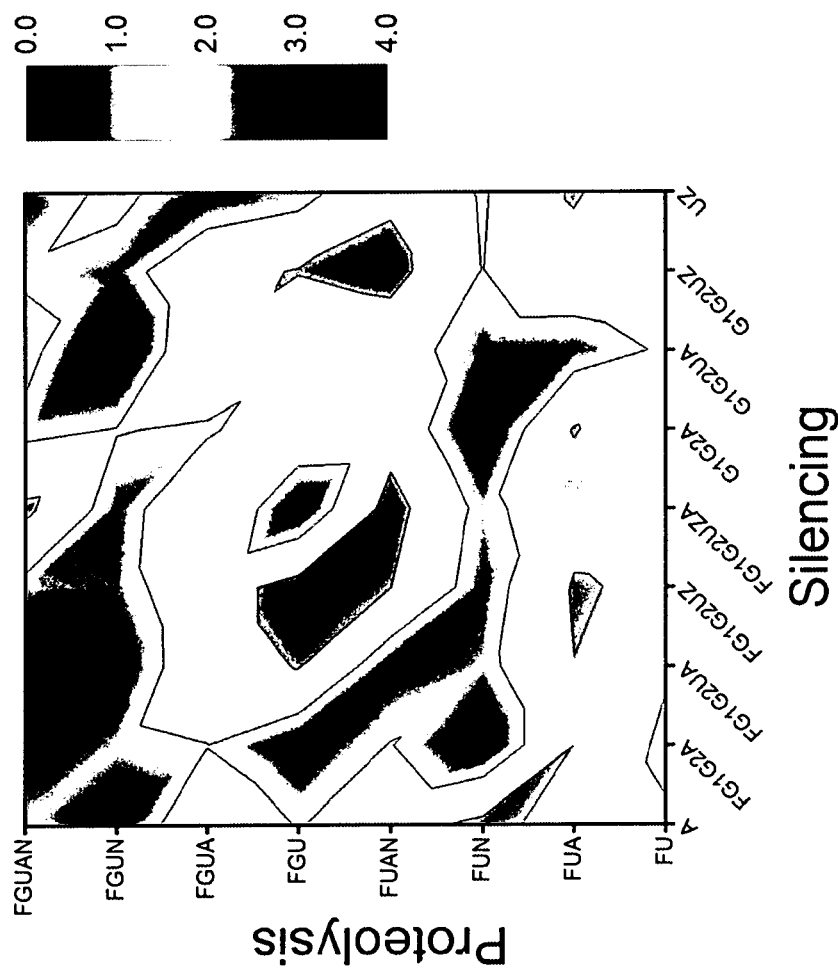 0.0
1.0
2.0
3.0
4.0
Proteolysis
FGUAN
FGUN
FGUA
FGU
FUAN
FUN
FUA
FU
A
FG1G2A
FG1G2UA
FG1G2UZ
FG1G2UZA
G1G2A
G1G2UA
G1G2UZ
UZ
Silencing